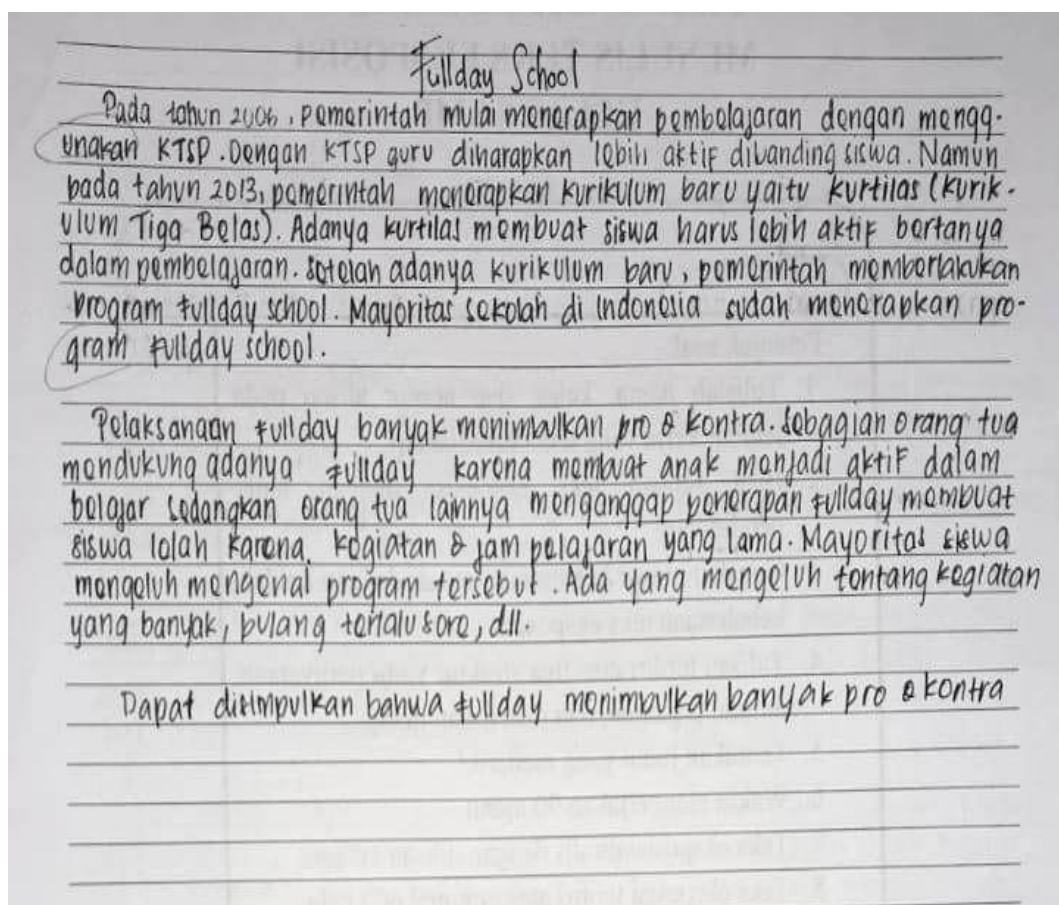 Fullday School
Pada tahun 2006, pemerintah mulai menerapkan pembelajaran dengan mengg-
unakan KTSP. Dengan KTSP guru diharapkan lebih aktif dibanding siswa. Namun
pada tahun 2013, pemerintah menerapkan kurikulum baru yaitu kurtilas (kurik-
ulum Tiga Belas). Adanya kurtilas membuat siswa harus lebih aktif bertanya
dalam pembelajaran. setelah adanya kurikulum baru, pemerintah memberlakukan
program fullday school. Mayoritas sekolah di Indonesia sudah menerapkan pro-
gram fullday school.
Pelaksanaan fullday banyak menimbulkan pro & kontra. sebagian orang tua
mendukung adanya fullday karena membuat anak menjadi aktif dalam
belajar sedangkan orang tua lainnya menganggap penerapan fullday membuat
siswa lelah karena. kegiatan & jam pelajaran yang lama. Mayoritas siswa
mengeluh mengenai program tersebut. Ada yang mengeluh tentang kegiatan
yang banyak, pulang terlalu sore, dll.
Dapat disimpulkan bahwa fullday menimbulkan banyak pro & kontra